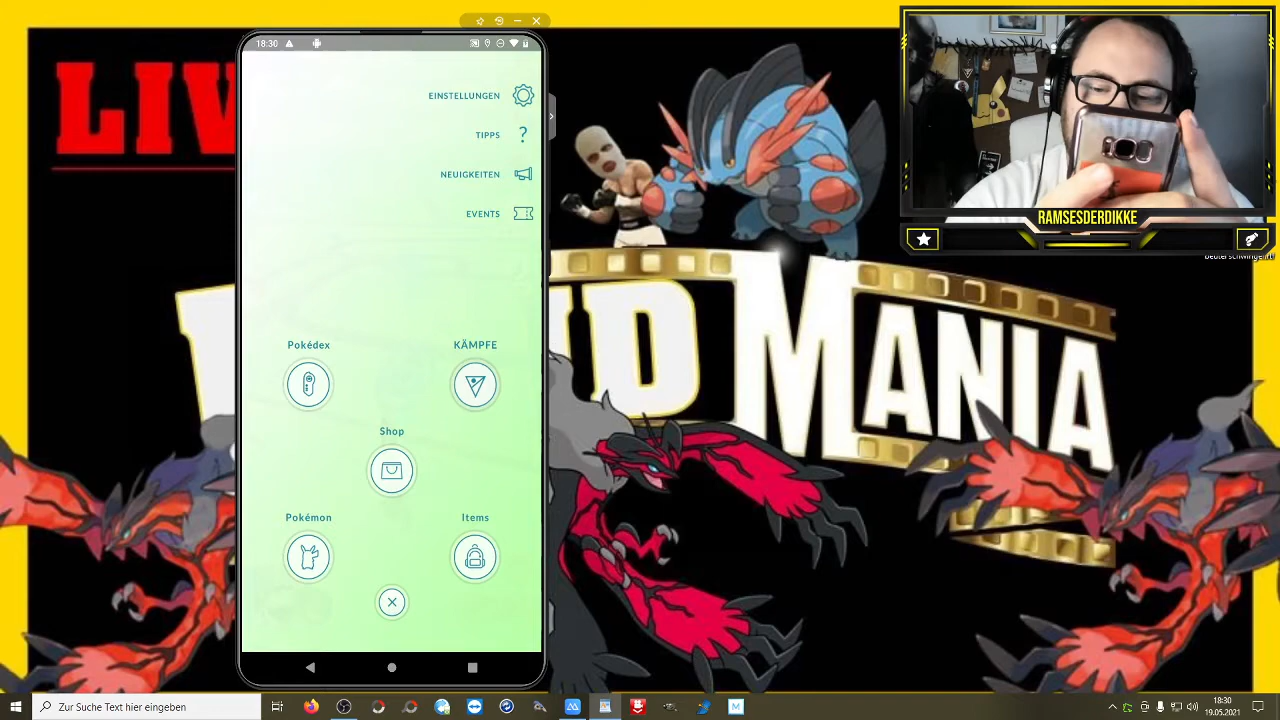 18:30
EINSTELLUNGEN
TIPPS
?
NEUIGKEITEN
EVENTS
Pokédex
KÄMPFE
Shop
Pokémon
Items
LIV
ND MANIA
RAMSESDERDIKKE
Zur Suche Text hier eingeben
M
18:30
19.05.2021